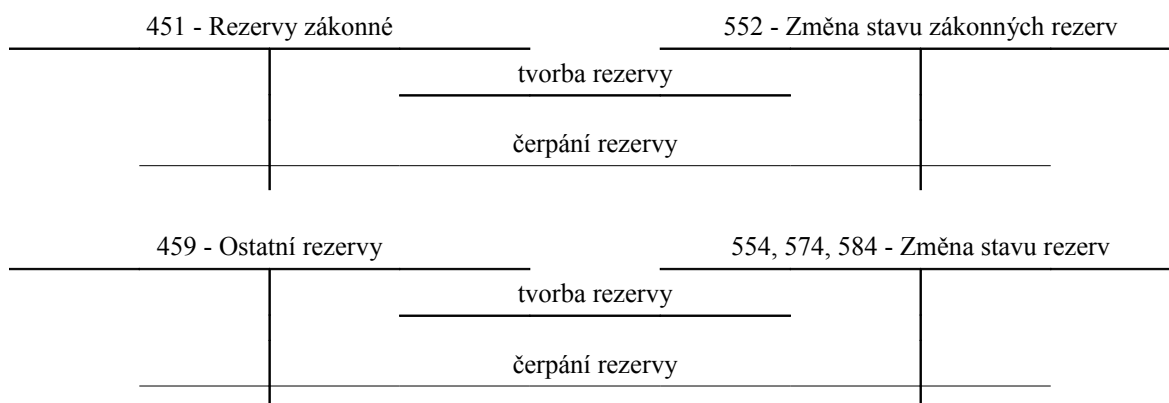 451 - Rezervy zákonné 552 - Změna stavu zákonných rezerv
tvorba rezervy
čerpání rezervy
459 - Ostatní rezervy 554, 574, 584 - Změna stavu rezerv
tvorba rezervy
čerpání rezervy